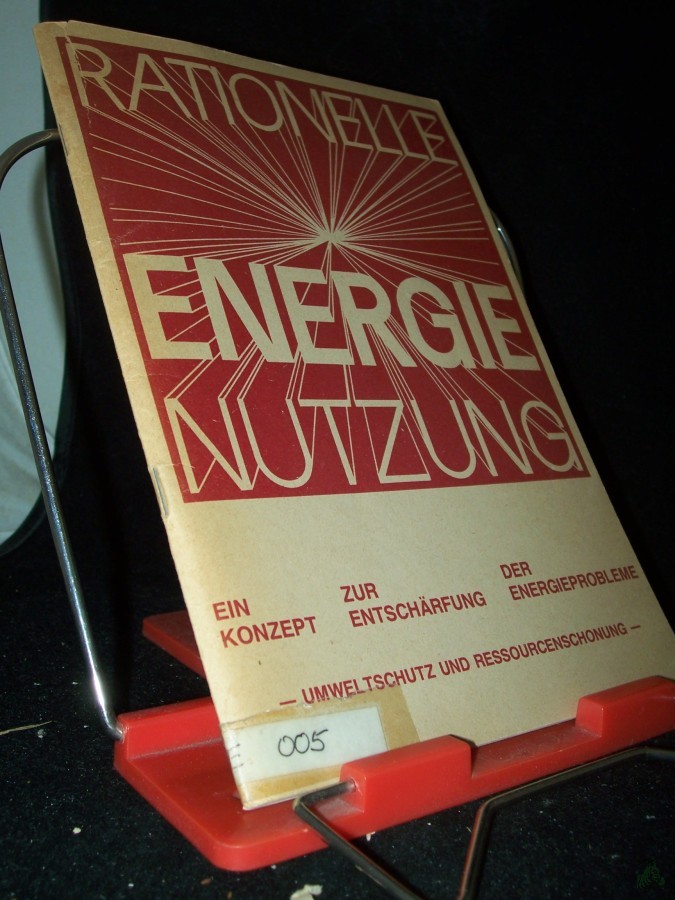 RATIONELLE
ENERGIE
NUTZUNG
EIN ZUR DER
KONZEPT ENTSCHÄRFUNG ENERGIEPROBLEME
— UMWELTSCHUTZ UND RESSOURCENSCHONUNG —
005